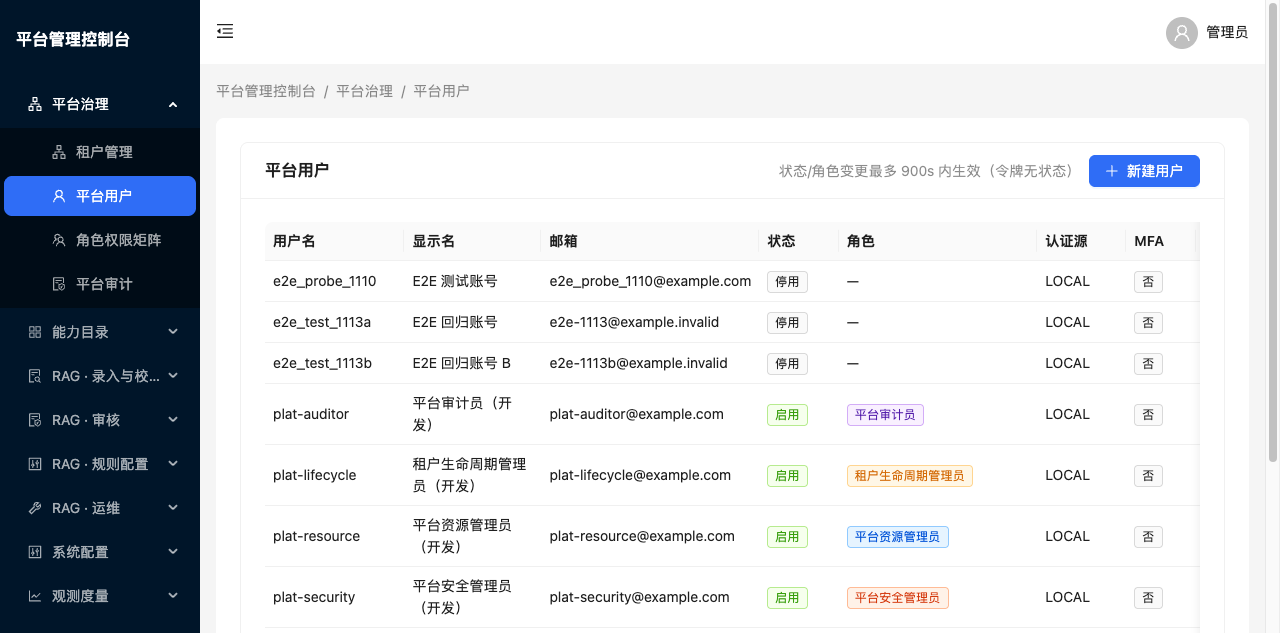 平台管理控制台
管理员
平台治理
租户管理
平台用户
角色权限矩阵
平台审计
能力目录
RAG · 录入与校...
RAG · 审核
RAG · 规则配置
RAG · 运维
系统配置
观测度量
平台管理控制台 / 平台治理 / 平台用户
平台用户
状态/角色变更最多 900s 内生效（令牌无状态）
新建用户
用户名 显示名 邮箱 状态 角色 认证源 MFA
e2e_probe_1110 E2E 测试账号 e2e_probe_1110@example.com 停用 — LOCAL 否
e2e_test_1113a E2E 回归账号 e2e-1113@example.invalid 停用 — LOCAL 否
e2e_test_1113b E2E 回归账号 B e2e-1113b@example.invalid 停用 — LOCAL 否
plat-auditor 平台审计员（开发） plat-auditor@example.com 启用 平台审计员 LOCAL 否
plat-lifecycle 租户生命周期管理员（开发） plat-lifecycle@example.com 启用 租户生命周期管理员 LOCAL 否
plat-resource 平台资源管理员（开发） plat-resource@example.com 启用 平台资源管理员 LOCAL 否
plat-security 平台安全管理员（开发） plat-security@example.com 启用 平台安全管理员 LOCAL 否